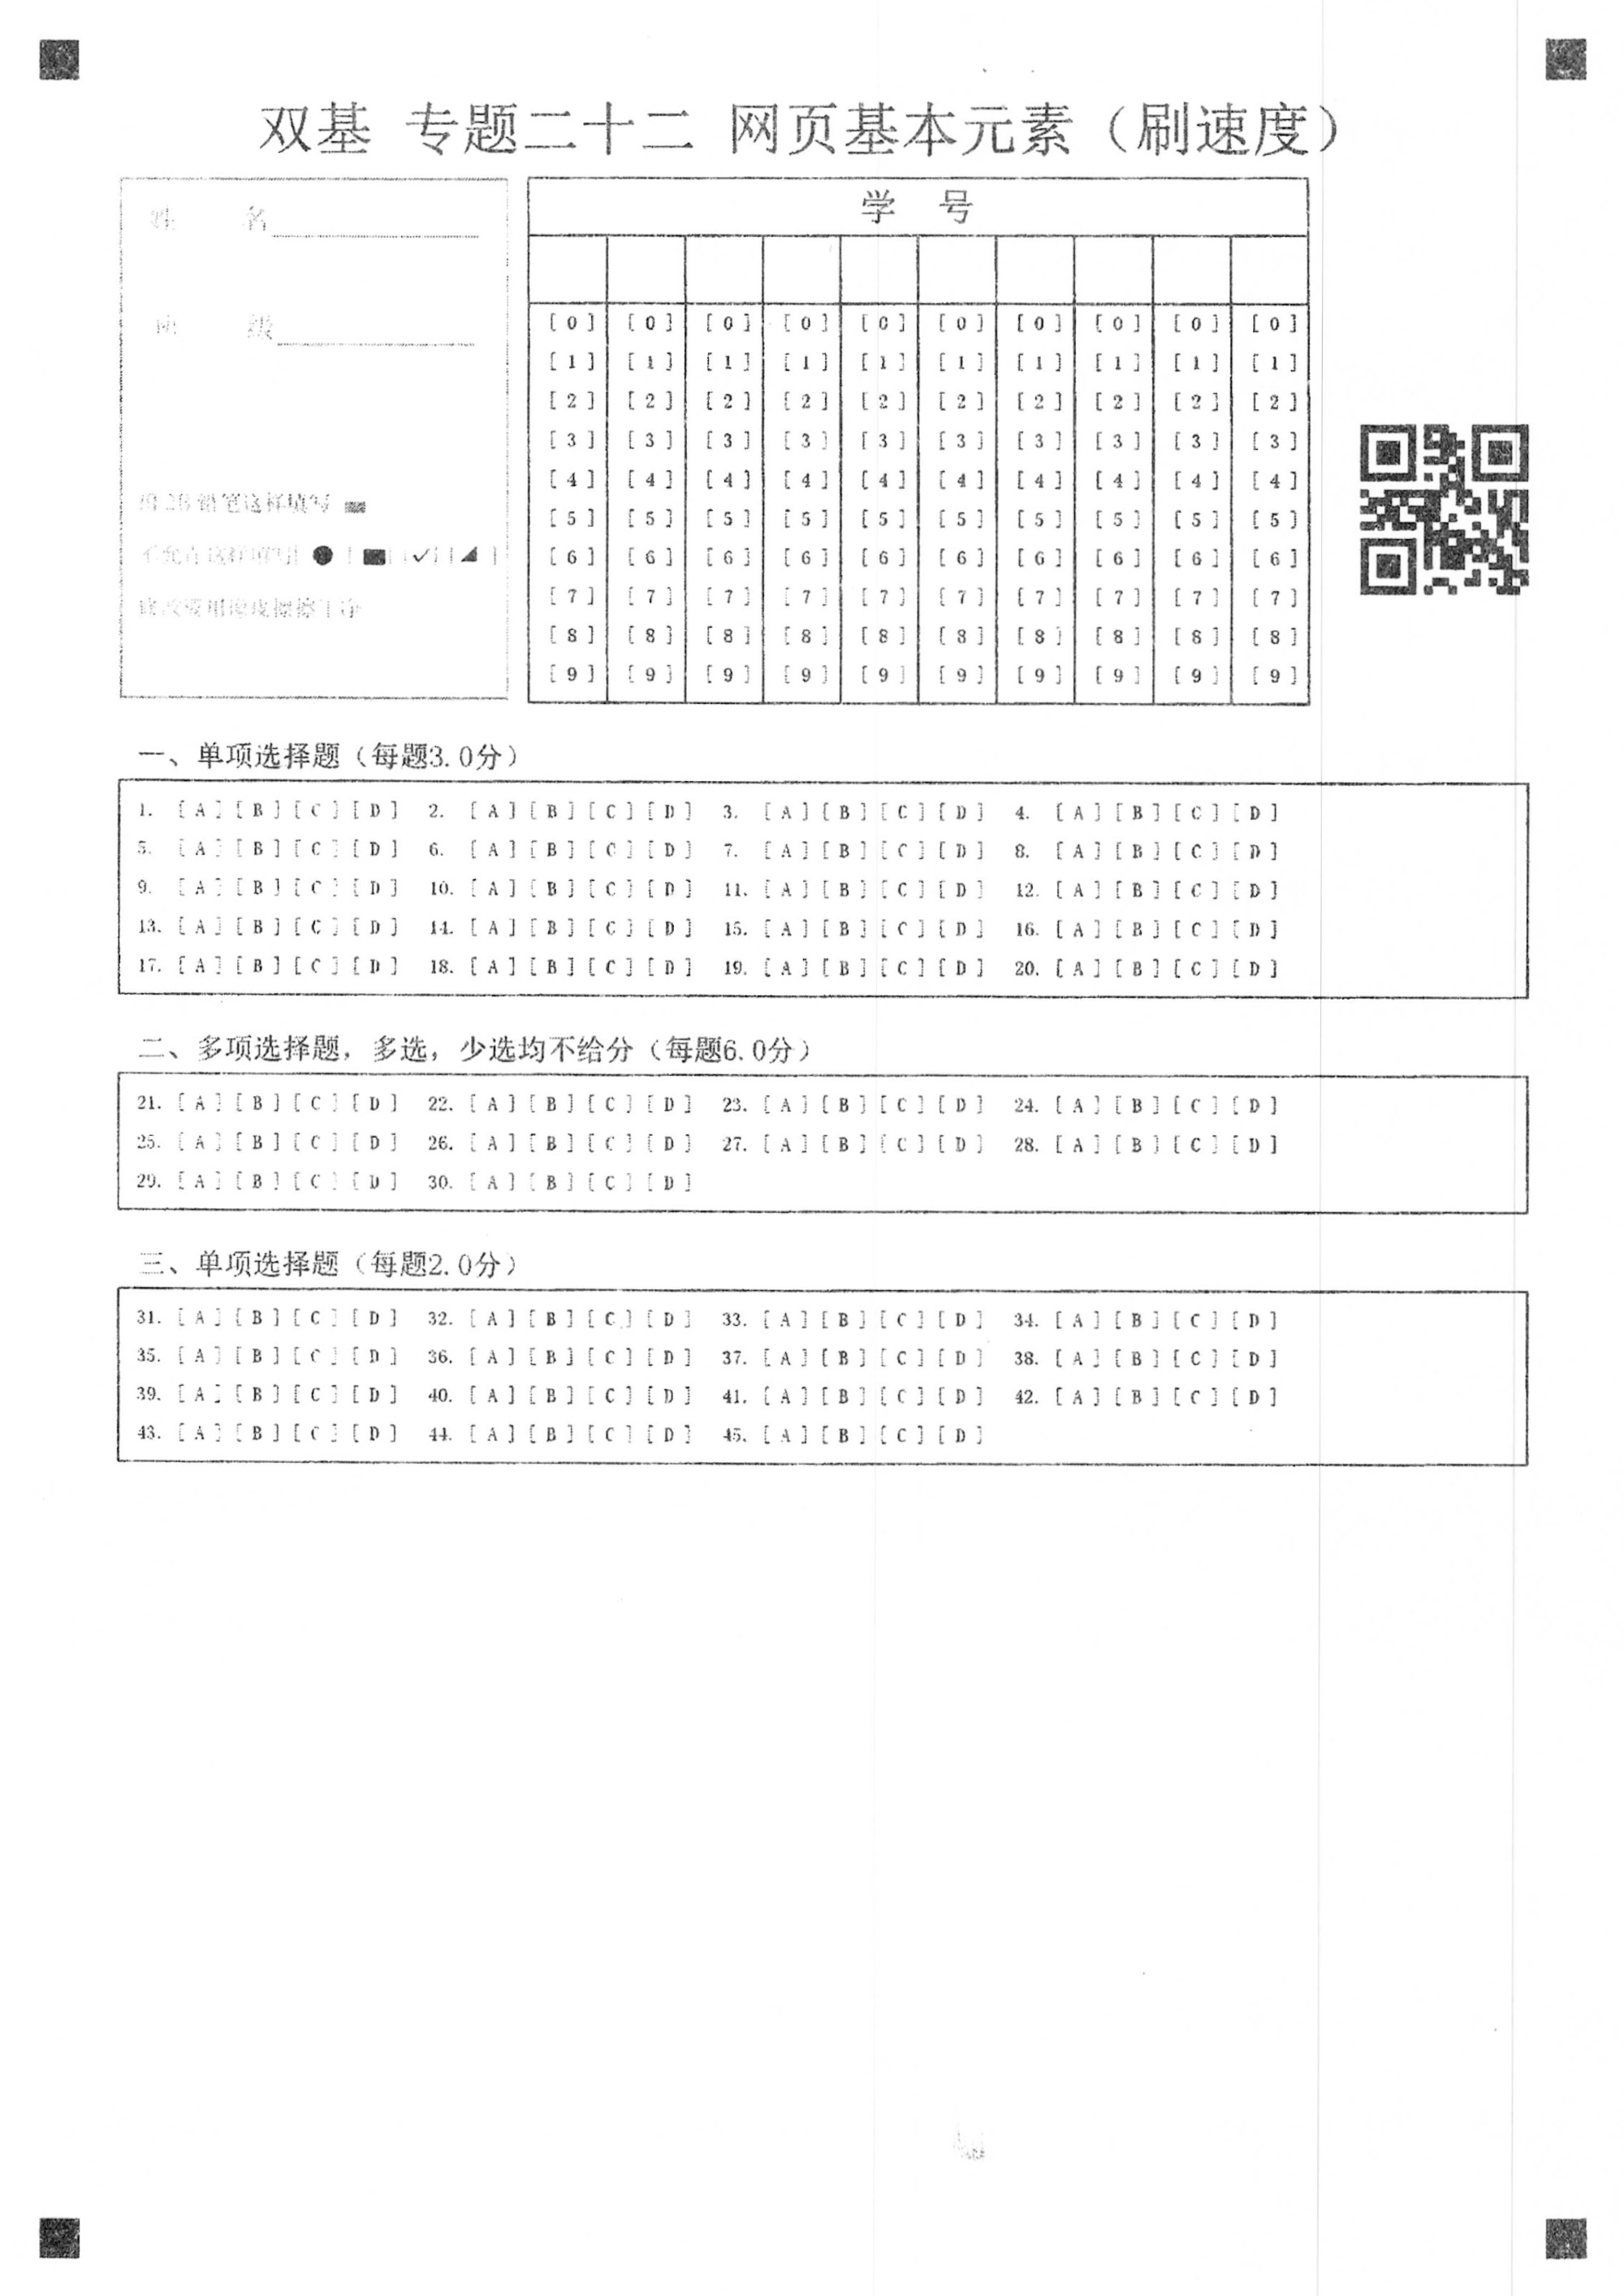 双基 专题二十二 网页基本元素（刷速度）
姓 名
班 级
用 2B 铅笔这样填写
不允许这样填写
修改要用橡皮擦擦干净
学 号
[0] [0] [0] [0] [0] [0] [0] [0] [0] [0]
[1] [1] [1] [1] [1] [1] [1] [1] [1] [1]
[2] [2] [2] [2] [2] [2] [2] [2] [2] [2]
[3] [3] [3] [3] [3] [3] [3] [3] [3] [3]
[4] [4] [4] [4] [4] [4] [4] [4] [4] [4]
[5] [5] [5] [5] [5] [5] [5] [5] [5] [5]
[6] [6] [6] [6] [6] [6] [6] [6] [6] [6]
[7] [7] [7] [7] [7] [7] [7] [7] [7] [7]
[8] [8] [8] [8] [8] [8] [8] [8] [8] [8]
[9] [9] [9] [9] [9] [9] [9] [9] [9] [9]
一、单项选择题（每题3.0分）
1. [A] [B] [C] [D] 2. [A] [B] [C] [D] 3. [A] [B] [C] [D] 4. [A] [B] [C] [D]
5. [A] [B] [C] [D] 6. [A] [B] [C] [D] 7. [A] [B] [C] [D] 8. [A] [B] [C] [D]
9. [A] [B] [C] [D] 10. [A] [B] [C] [D] 11. [A] [B] [C] [D] 12. [A] [B] [C] [D]
13. [A] [B] [C] [D] 14. [A] [B] [C] [D] 15. [A] [B] [C] [D] 16. [A] [B] [C] [D]
17. [A] [B] [C] [D] 18. [A] [B] [C] [D] 19. [A] [B] [C] [D] 20. [A] [B] [C] [D]
二、多项选择题，多选，少选均不给分（每题6.0分）
21. [A] [B] [C] [D] 22. [A] [B] [C] [D] 23. [A] [B] [C] [D] 24. [A] [B] [C] [D]
25. [A] [B] [C] [D] 26. [A] [B] [C] [D] 27. [A] [B] [C] [D] 28. [A] [B] [C] [D]
29. [A] [B] [C] [D] 30. [A] [B] [C] [D]
三、单项选择题（每题2.0分）
31. [A] [B] [C] [D] 32. [A] [B] [C] [D] 33. [A] [B] [C] [D] 34. [A] [B] [C] [D]
35. [A] [B] [C] [D] 36. [A] [B] [C] [D] 37. [A] [B] [C] [D] 38. [A] [B] [C] [D]
39. [A] [B] [C] [D] 40. [A] [B] [C] [D] 41. [A] [B] [C] [D] 42. [A] [B] [C] [D]
43. [A] [B] [C] [D] 44. [A] [B] [C] [D] 45. [A] [B] [C] [D]